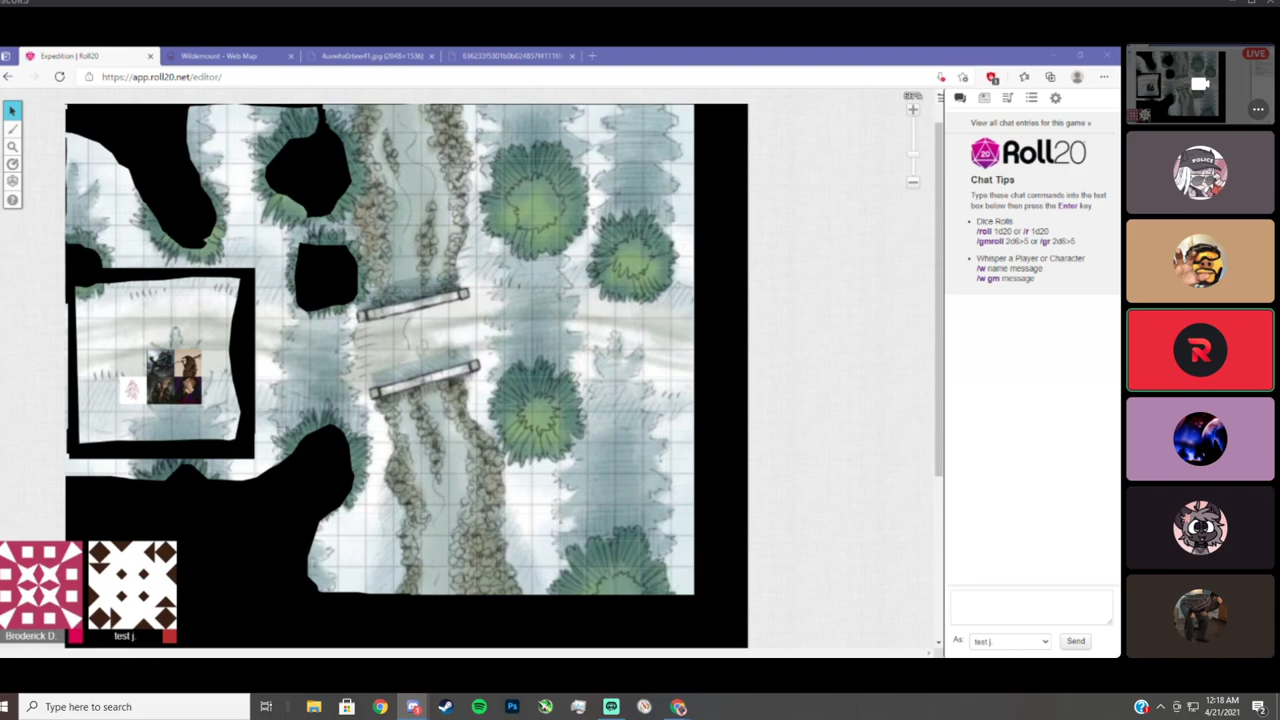 Expedition | Roll20
Wildemount - Web Map
LIVE
https://app.roll20.net/editor/
View all chat entries for this game »
20
Roll20
Chat Tips
Type these chat commands into the text
box below then press the Enter key.
Dice Rolls
/roll 1d20 or /r 1d20
/gmroll 2d6>5 or /gr 2d6>5
Whisper a Player or Character
/w name message
/w gm message
POLICE
R
Broderick D.
test j.
As:
test j.
Send
Type here to search
12:18 AM
4/21/2021